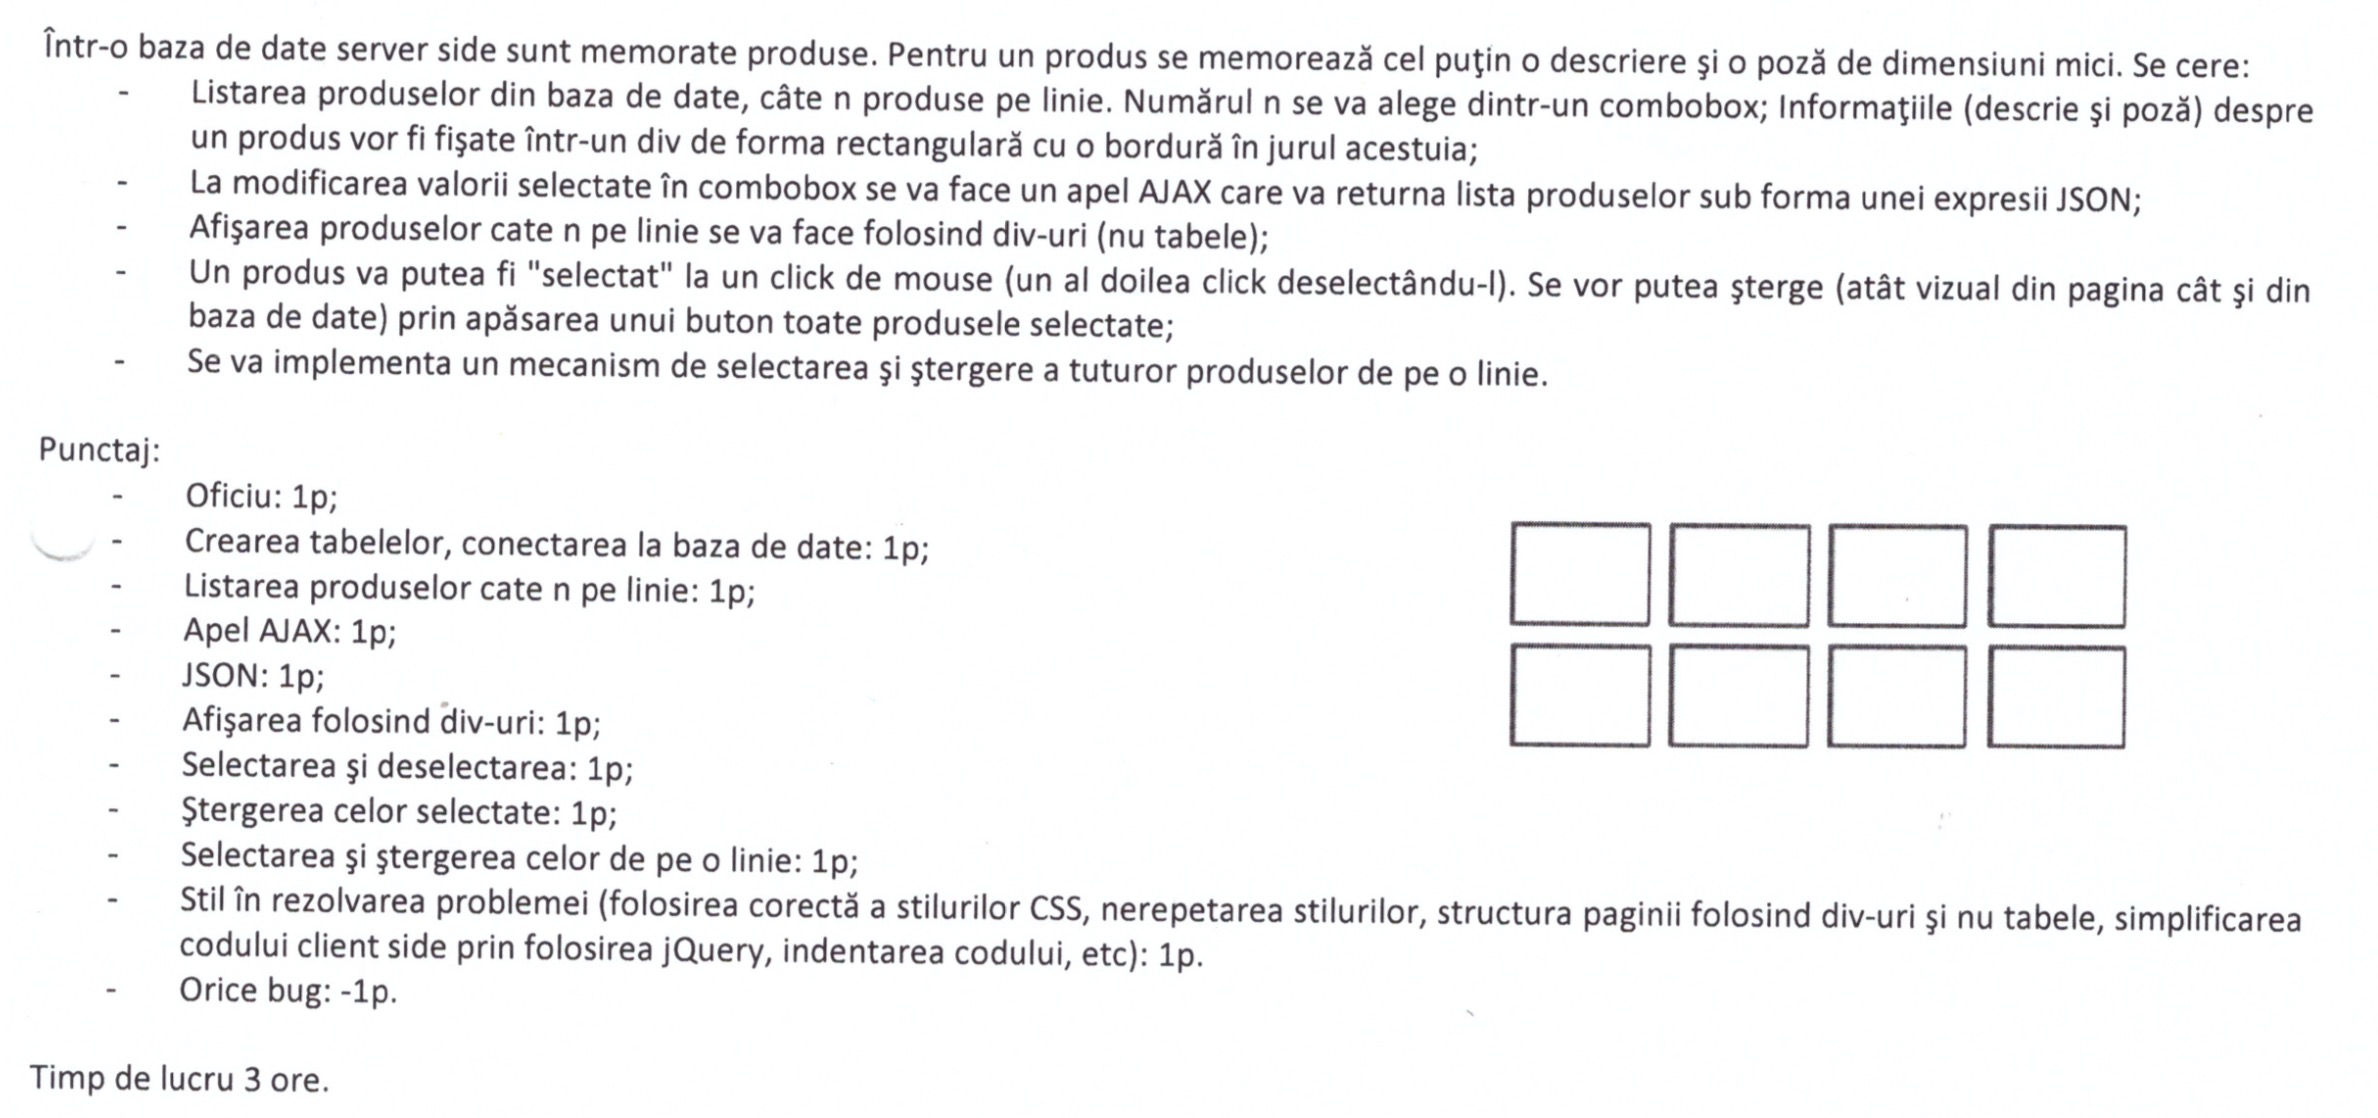 Într-o baza de date server side sunt memorate produse. Pentru un produs se memorează cel puţin o descriere şi o poză de dimensiuni mici. Se cere:
- Listarea produselor din baza de date, câte n produse pe linie. Numărul n se va alege dintr-un combobox; Informaţiile (descrie şi poză) despre
un produs vor fi fişate într-un div de forma rectangulară cu o bordură în jurul acestuia;
- La modificarea valorii selectate în combobox se va face un apel AJAX care va returna lista produselor sub forma unei expresii JSON;
- Afişarea produselor cate n pe linie se va face folosind div-uri (nu tabele);
- Un produs va putea fi "selectat" la un click de mouse (un al doilea click deselectându-l). Se vor putea şterge (atât vizual din pagina cât şi din
baza de date) prin apăsarea unui buton toate produsele selectate;
- Se va implementa un mecanism de selectarea şi ştergere a tuturor produselor de pe o linie.
Punctaj:
- Oficiu: 1p;
- Crearea tabelelor, conectarea la baza de date: 1p;
- Listarea produselor cate n pe linie: 1p;
- Apel AJAX: 1p;
- JSON: 1p;
- Afişarea folosind div-uri: 1p;
- Selectarea şi deselectarea: 1p;
- Ştergerea celor selectate: 1p;
- Selectarea şi ştergerea celor de pe o linie: 1p;
- Stil în rezolvarea problemei (folosirea corectă a stilurilor CSS, nerepetarea stilurilor, structura paginii folosind div-uri şi nu tabele, simplificarea
codului client side prin folosirea jQuery, indentarea codului, etc): 1p.
- Orice bug: -1p.
Timp de lucru 3 ore.